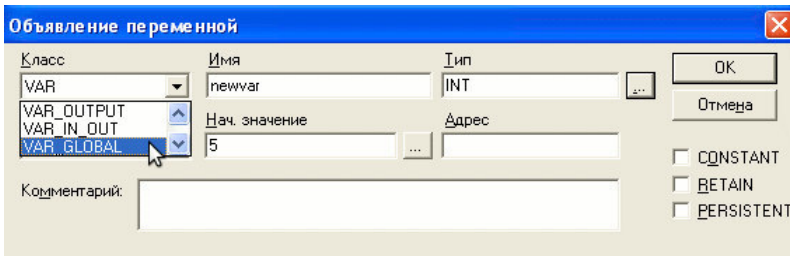 Объявление переменной
Класс Имя Тип
VAR newvar INT ... OK
VAR_OUTPUT
VAR_IN_OUT
VAR_GLOBAL
Нач. значение Адрес Отмена
5 ...
CONSTANT
RETAIN
PERSISTENT
Комментарий: